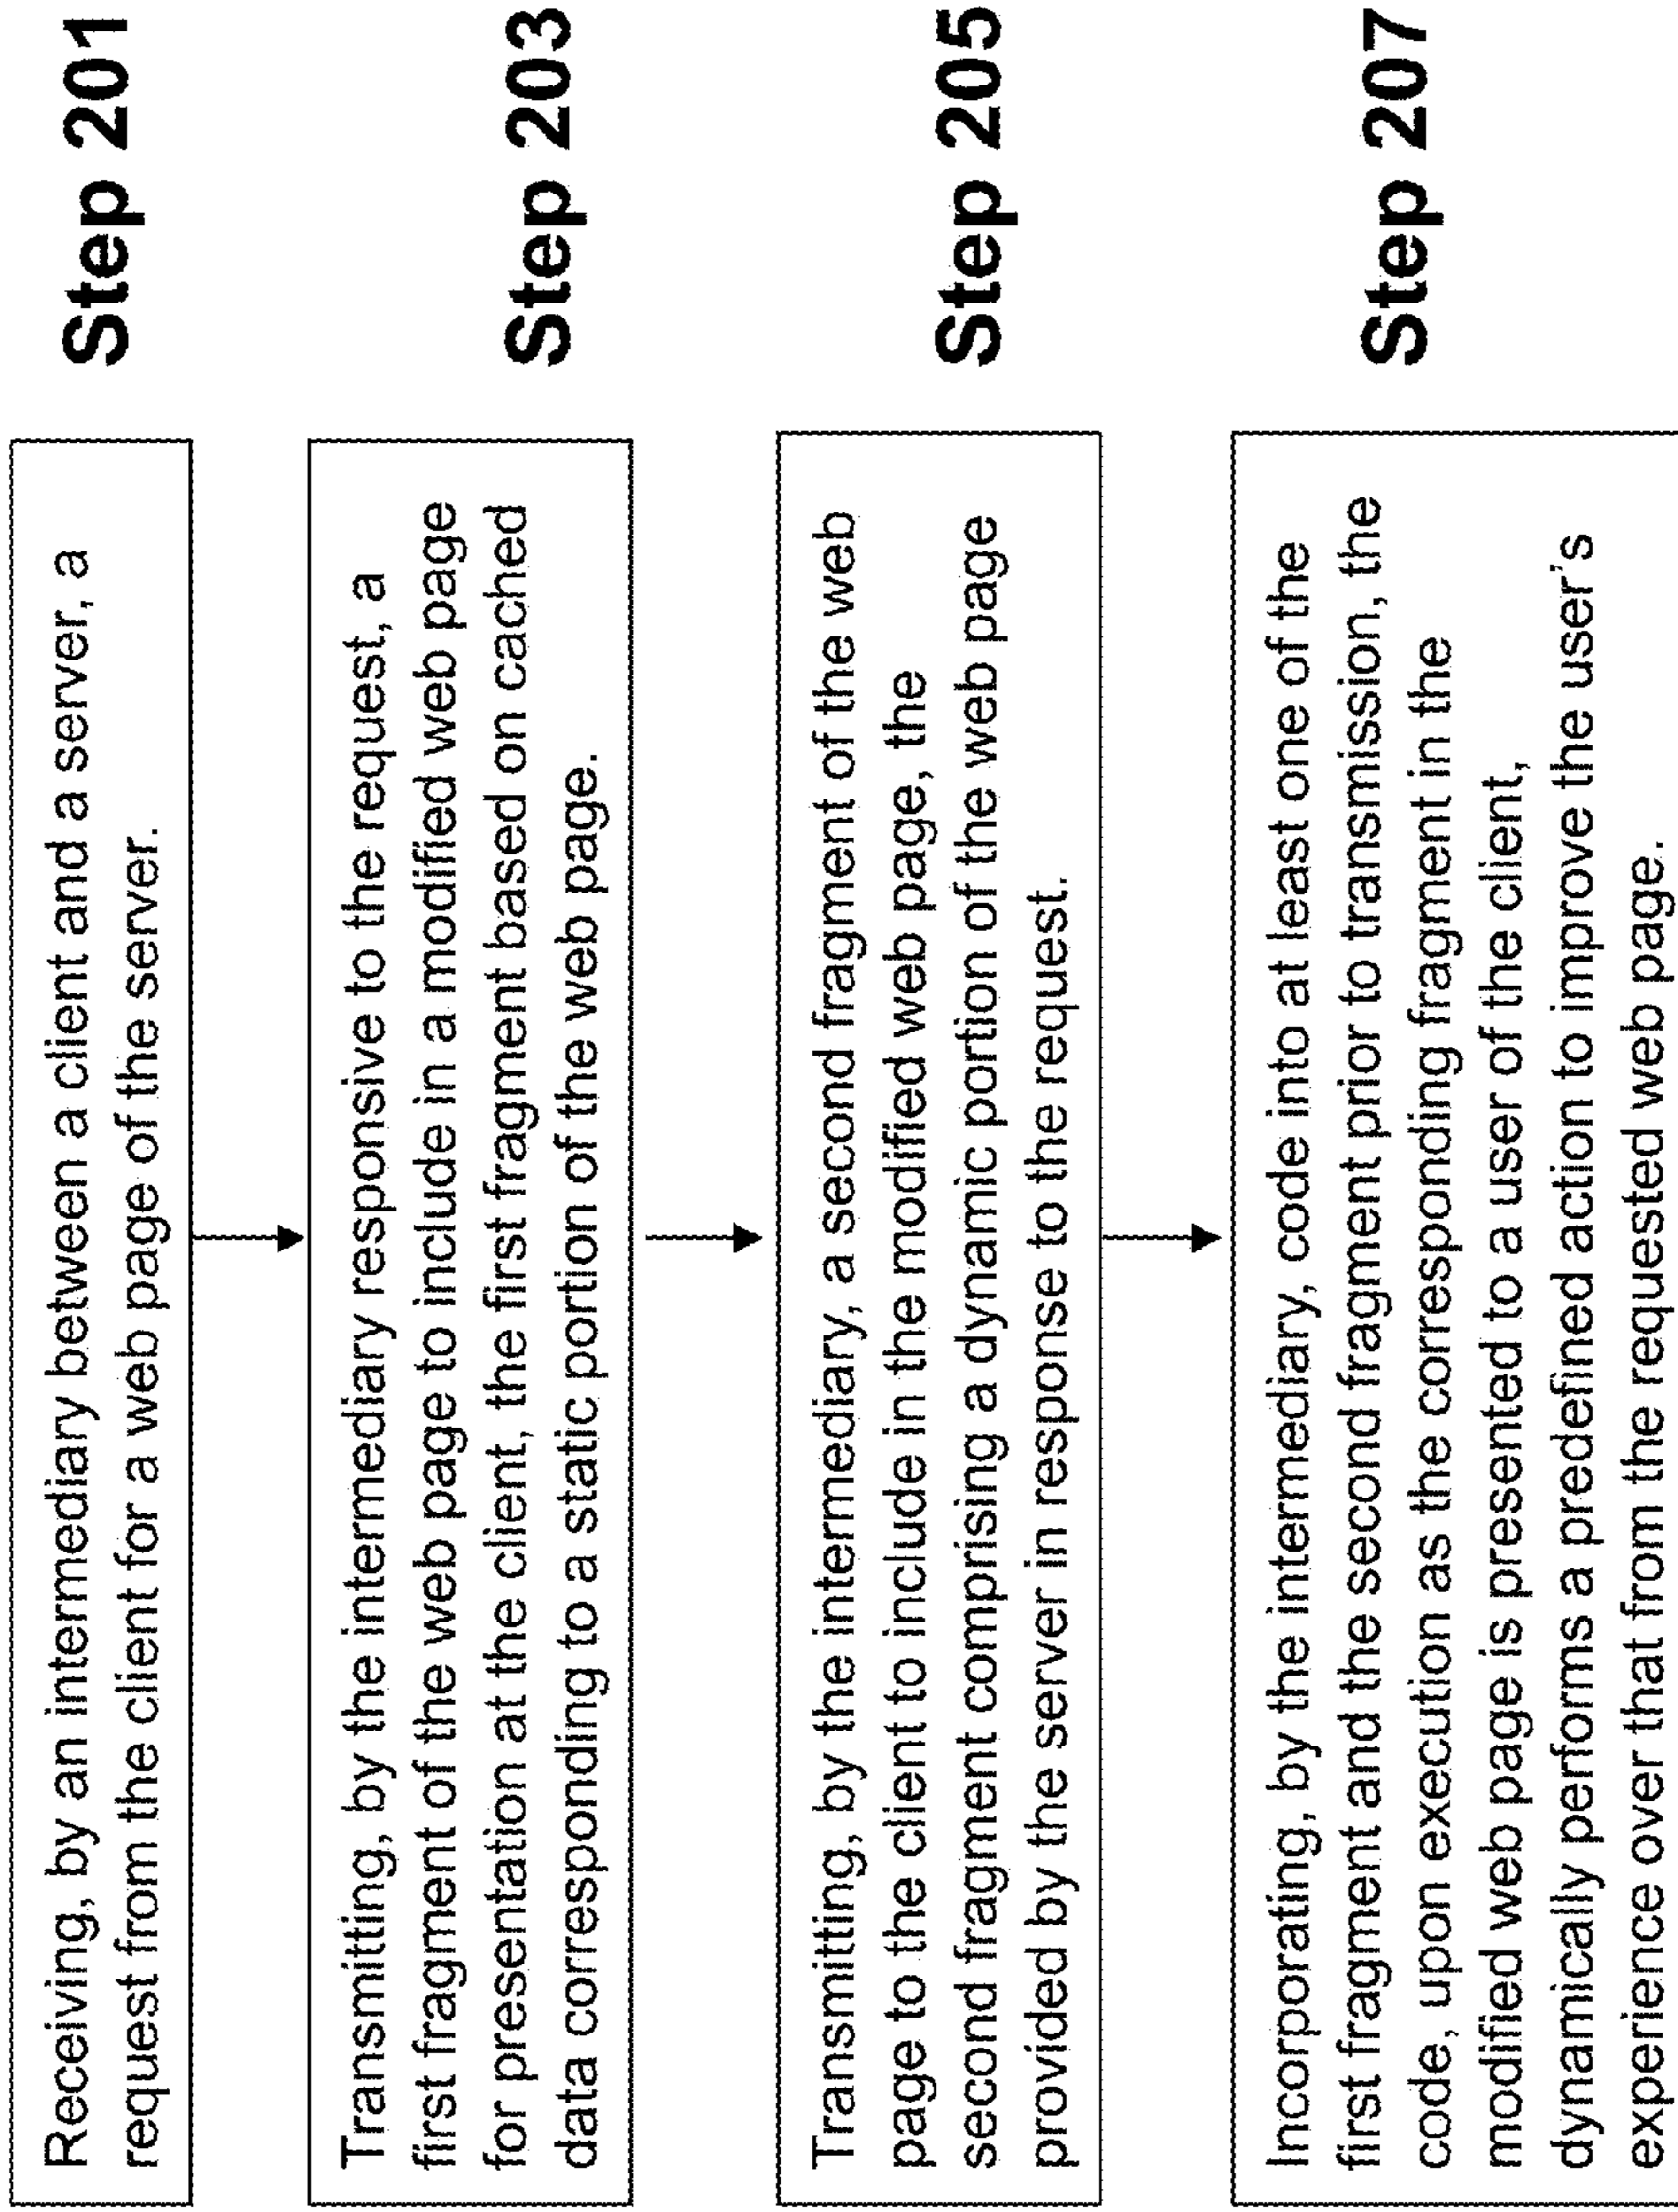 Receiving, by an intermediary between a client and a server, a
request from the client for a web page of the server.
Step 201
Transmitting, by the intermediary responsive to the request, a
first fragment of the web page to include in a modified web page
for presentation at the client, the first fragment based on cached
data corresponding to a static portion of the web page.
Step 203
Transmitting, by the intermediary, a second fragment of the web
page to the client to include in the modified web page, the
second fragment comprising a dynamic portion of the web page
provided by the server in response to the request.
Step 205
Incorporating, by the intermediary, code into at least one of the
first fragment and the second fragment prior to transmission, the
code, upon execution as the corresponding fragment in the
modified web page is presented to a user of the client,
dynamically performs a predefined action to improve the user's
experience over that from the requested web page.
Step 207